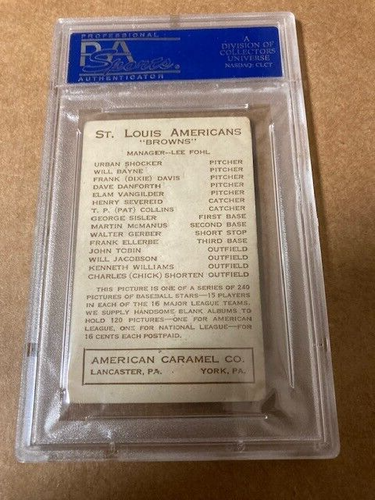 PROFESSIONAL
PSA
Sports
AUTHENTICATOR
A
DIVISION OF
COLLECTORS
UNIVERSE
NASDAQ: CLCT
ST. LOUIS AMERICANS
"BROWNS"
MANAGER--LEE FOHL
URBAN SHOCKER PITCHER
WILL BAYNE PITCHER
FRANK (DIXIE) DAVIS PITCHER
DAVE DANFORTH PITCHER
ELAM VANGILDER PITCHER
HENRY SEVEREID CATCHER
T. P. (PAT) COLLINS CATCHER
GEORGE SISLER FIRST BASE
MARTIN McMANUS SECOND BASE
WALTER GERBER SHORT STOP
FRANK ELLERBE THIRD BASE
JOHN TOBIN OUTFIELD
WILL JACOBSON OUTFIELD
KENNETH WILLIAMS OUTFIELD
CHARLES (CHICK) SHORTEN OUTFIELD
THIS PICTURE IS ONE OF A SERIES OF 240
PICTURES OF BASEBALL STARS—15 PLAYERS
IN EACH OF THE 16 MAJOR LEAGUE TEAMS.
WE SUPPLY HANDSOME BLANK ALBUMS TO
HOLD 120 PICTURES—ONE FOR AMERICAN
LEAGUE, ONE FOR NATIONAL LEAGUE—FOR
16 CENTS EACH POSTPAID.
AMERICAN CARAMEL CO.
LANCASTER, PA. YORK, PA.